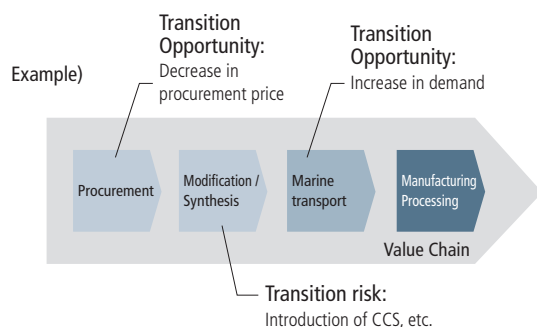 Transition
Opportunity:
Decrease in
procurement price
Transition
Opportunity:
Increase in demand
Example)
Procurement
Modification /
Synthesis
Marine
transport
Manufacturing
Processing
Value Chain
Transition risk:
Introduction of CCS, etc.